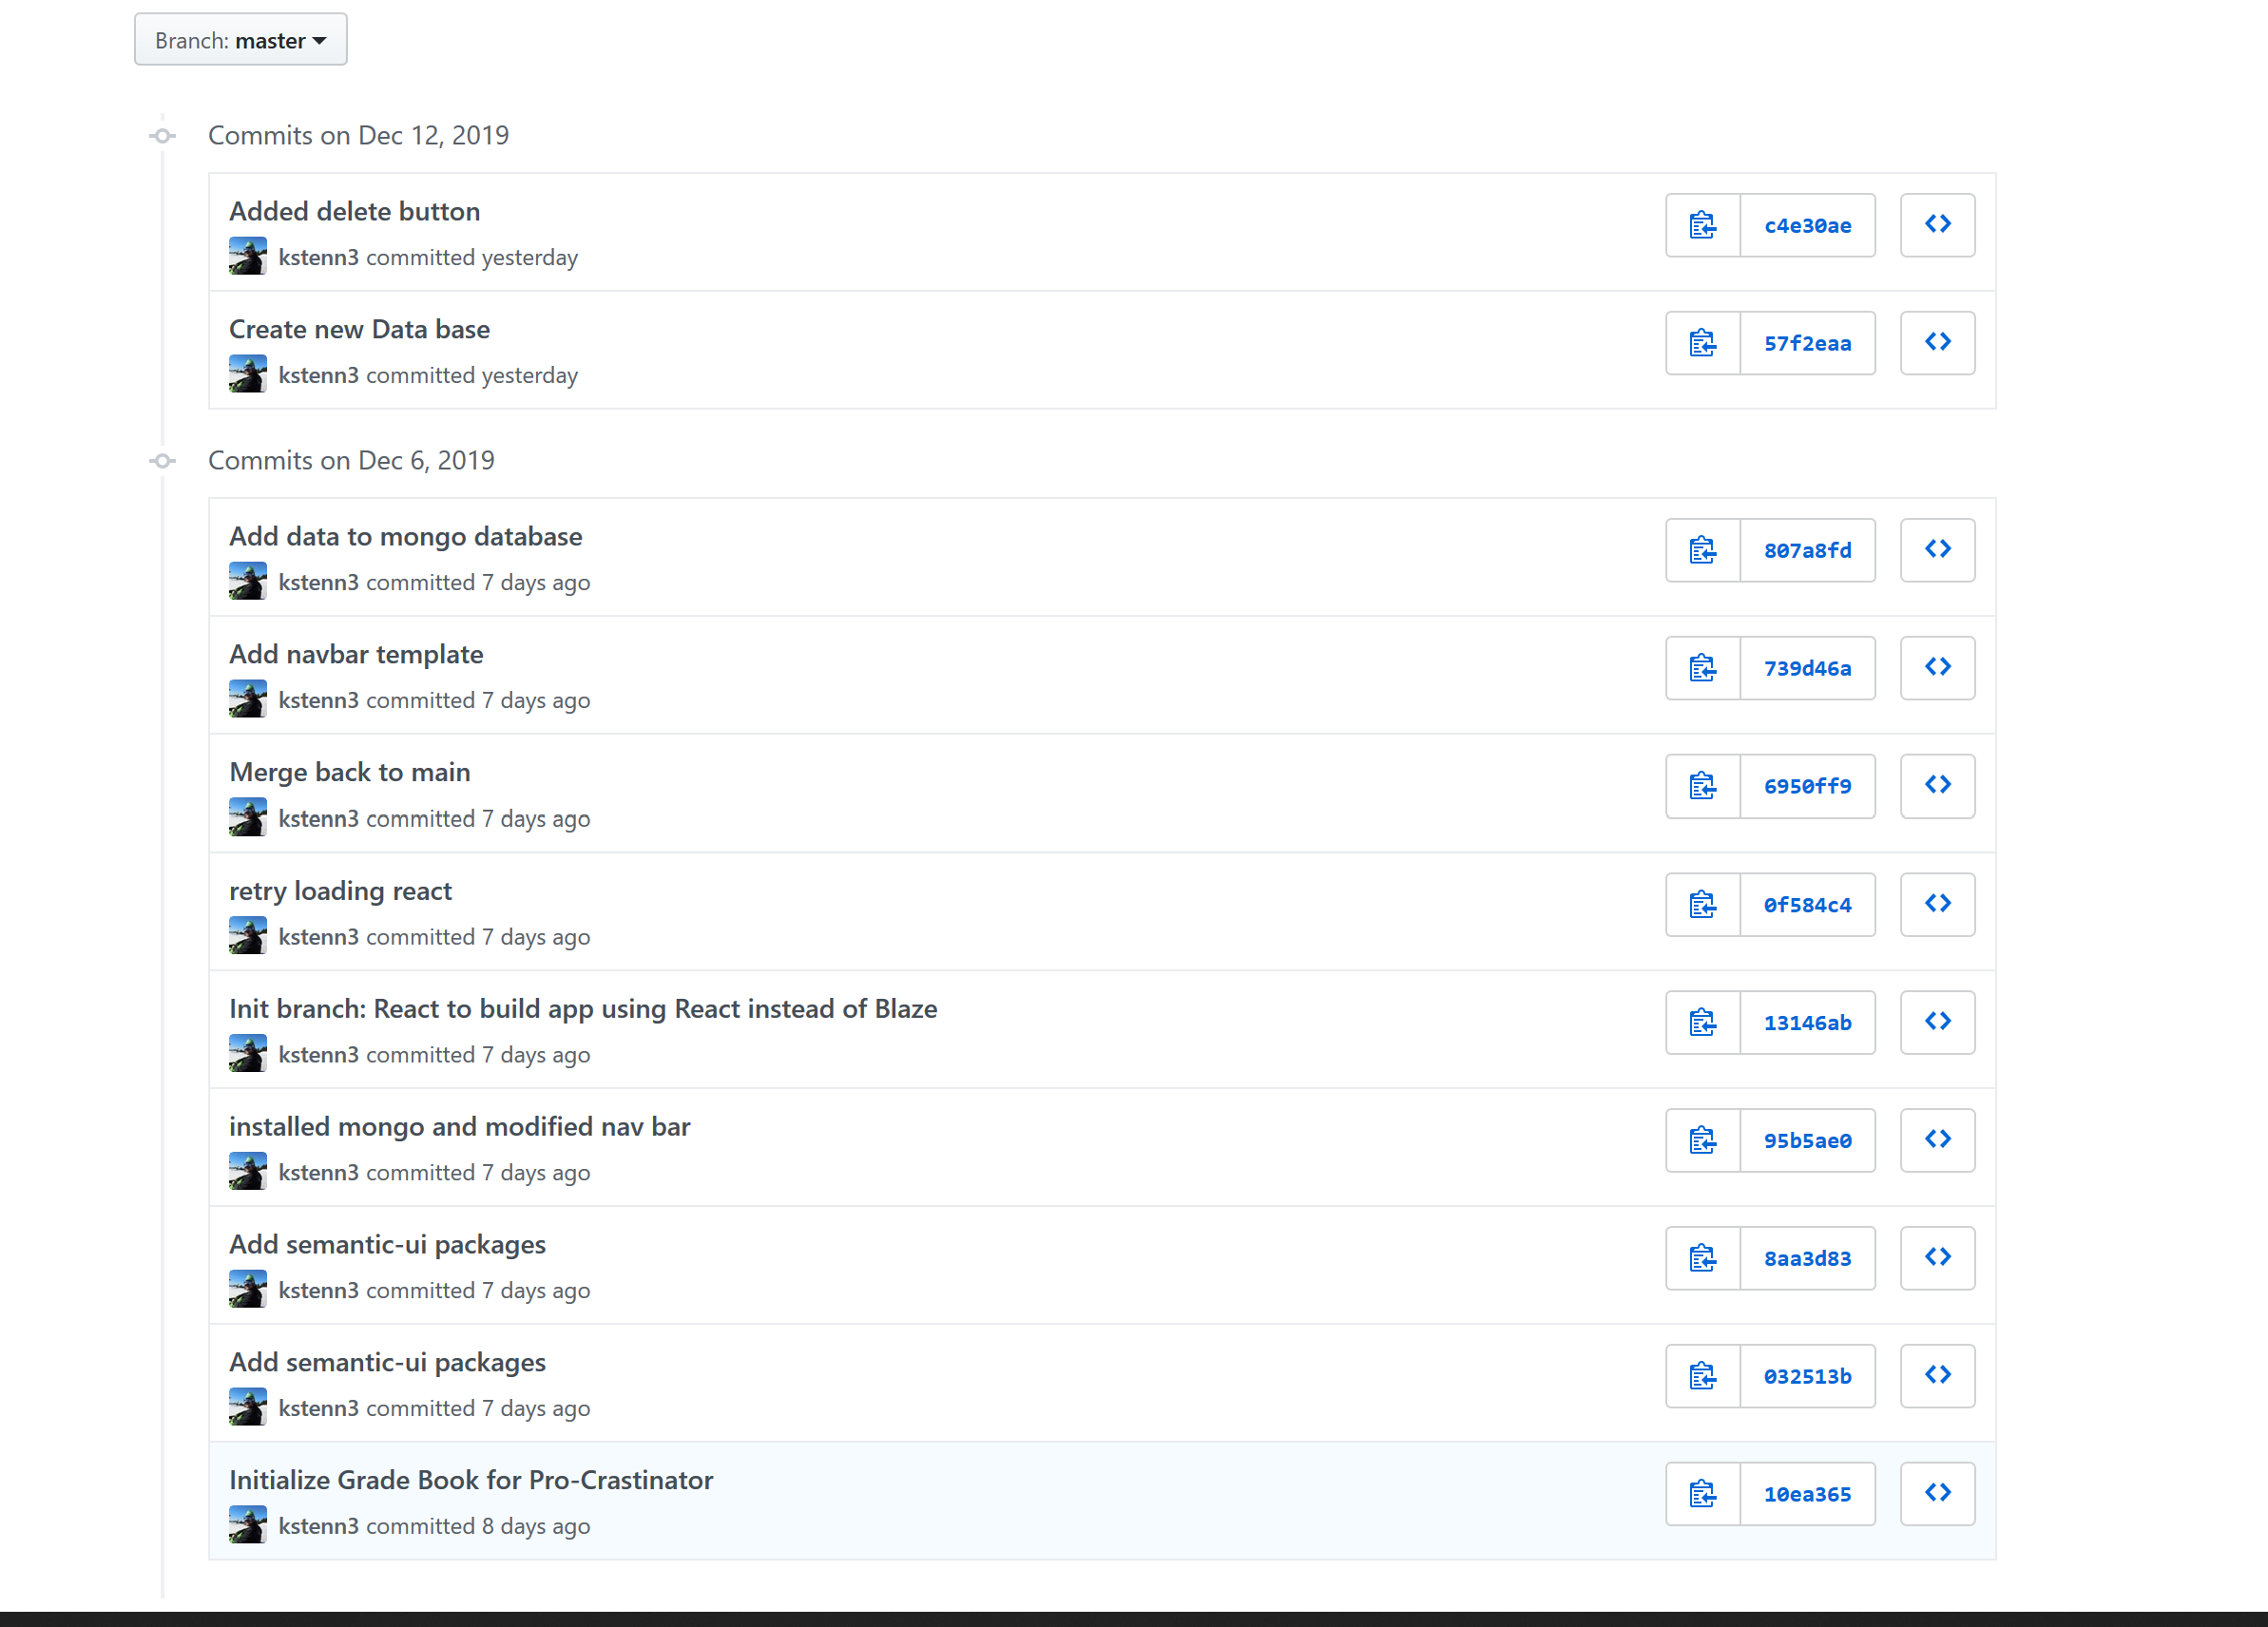 Branch: master
Commits on Dec 12, 2019
Added delete button
c4e30ae
kstenn3 committed yesterday
Create new Data base
57f2eaa
kstenn3 committed yesterday
Commits on Dec 6, 2019
Add data to mongo database
807a8fd
kstenn3 committed 7 days ago
Add navbar template
739d46a
kstenn3 committed 7 days ago
Merge back to main
6950ff9
kstenn3 committed 7 days ago
retry loading react
0f584c4
kstenn3 committed 7 days ago
Init branch: React to build app using React instead of Blaze
13146ab
kstenn3 committed 7 days ago
installed mongo and modified nav bar
95b5ae0
kstenn3 committed 7 days ago
Add semantic-ui packages
8aa3d83
kstenn3 committed 7 days ago
Add semantic-ui packages
032513b
kstenn3 committed 7 days ago
Initialize Grade Book for Pro-Crastinator
10ea365
kstenn3 committed 8 days ago